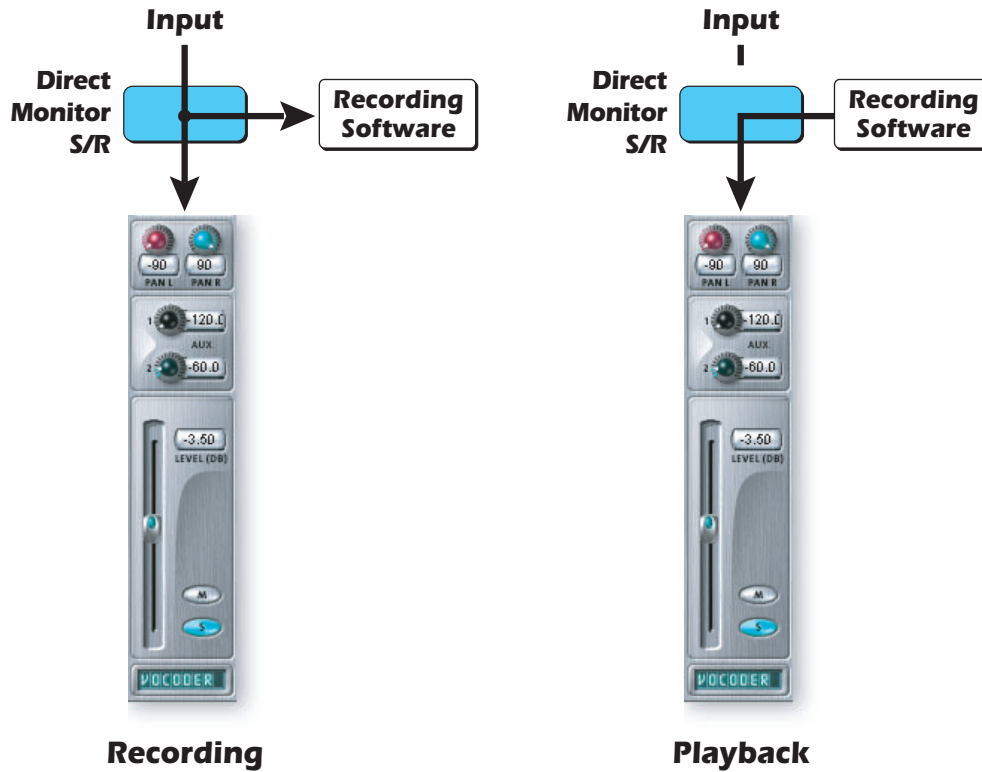 Input
Direct
Monitor
S/R
Recording
Software
-90
90
PAN L
PAN R
1
-120.0
AUX
2
-60.0
-3.50
LEVEL (DB)
M
S
VOCODER
Recording
Input
Direct
Monitor
S/R
Recording
Software
-90
90
PAN L
PAN R
1
-120.0
AUX
2
-60.0
-3.50
LEVEL (DB)
M
S
VOCODER
Playback